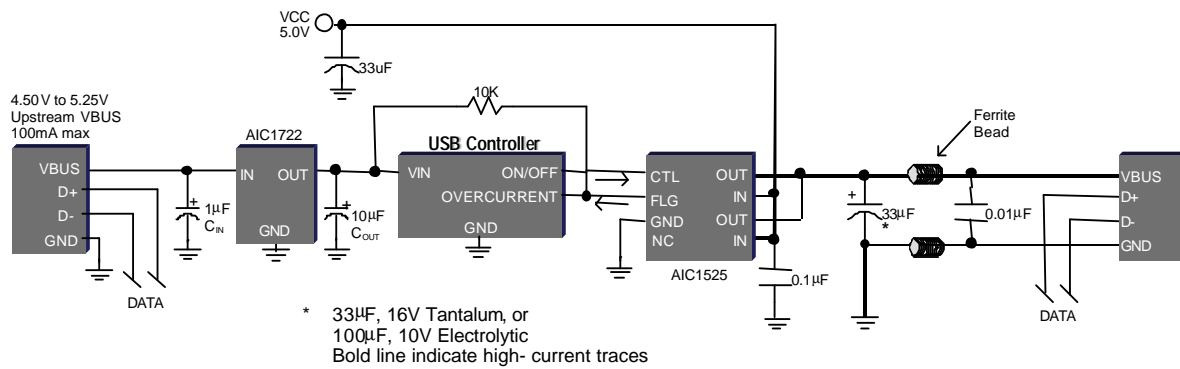 VCC
5.0V
33uF
4.50V to 5.25V
Upstream VBUS
100mA max
VBUS
D+
D-
GND
DATA
1μF
CIN
AIC1722
IN OUT
GND
10μF
COUT
10K
USB Controller
VIN ON/OFF
OVERCURRENT
GND
CTL OUT
FLG IN
GND OUT
NC IN
AIC1525
0.1μF
33μF
*
Ferrite
Bead
0.01μF
VBUS
D+
D-
GND
DATA
* 33μF, 16V Tantalum, or
100μF, 10V Electrolytic
Bold line indicate high- current traces